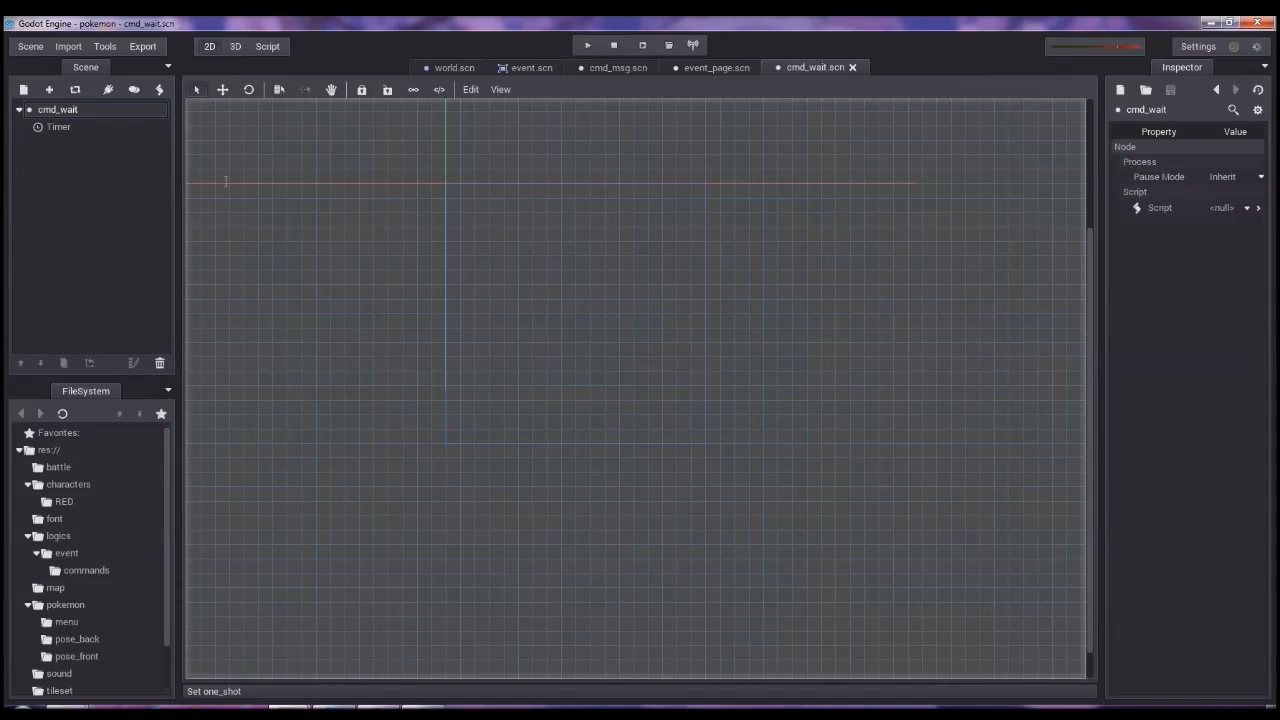 Godot Engine - pokemon - cmd_wait.scn
Scene Import Tools Export
2D 3D Script
Settings
Scene
world.scn event.scn cmd_msg.scn event_page.scn cmd_wait.scn
Inspector
Edit View
cmd_wait
Timer
cmd_wait
Property Value
Node
Process
Pause Mode Inherit
Script
Script <null>
FileSystem
Favorites:
res://
battle
characters
RED
font
logics
event
commands
map
pokemon
menu
pose_back
pose_front
sound
tileset
Set one_shot